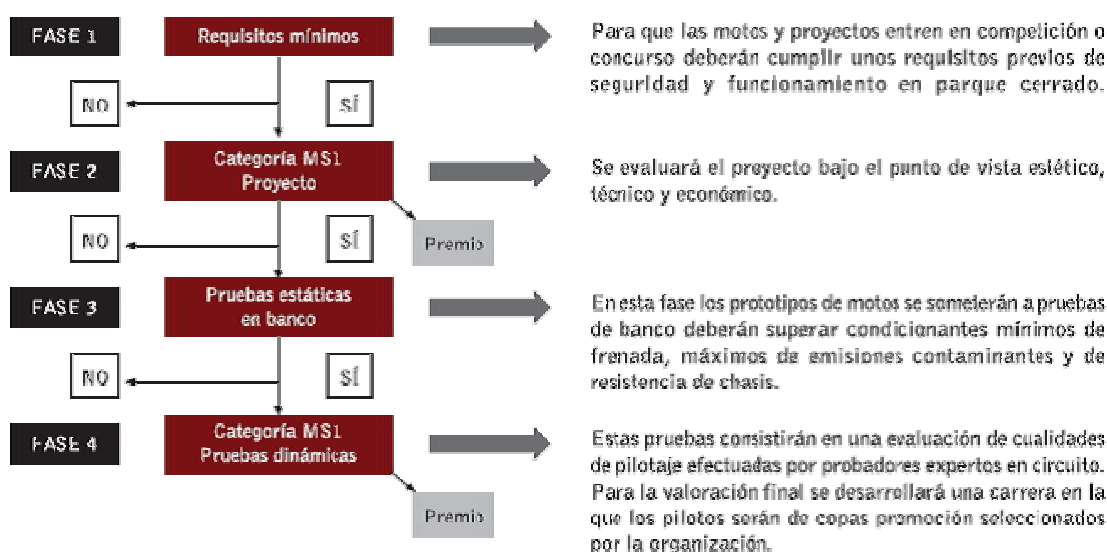 FASE 1
Requisitos mínimos
Para que las motos y proyectos entren en competición o
concurso deberán cumplir unos requisitos previos de
seguridad y funcionamiento en parque cerrado.
NO
SÍ
FASE 2
Categoría MS1
Proyecto
Se evaluará el proyecto bajo el punto de vista estético,
técnico y económico.
NO
SÍ
Premio
FASE 3
Pruebas estáticas
en banco
En esta fase los prototipos de motos se someterán a pruebas
de banco deberán superar condicionantes mínimos de
frenada, máximos de emisiones contaminantes y de
resistencia de chasis.
NO
SÍ
FASE 4
Categoría MS1
Pruebas dinámicas
Estas pruebas consistirán en una evaluación de cualidades
de pilotaje efectuadas por probadores expertos en circuito.
Para la valoración final se desarrollará una carrera en la
que los pilotos serán de copas promoción seleccionados
por la organización.
Premio